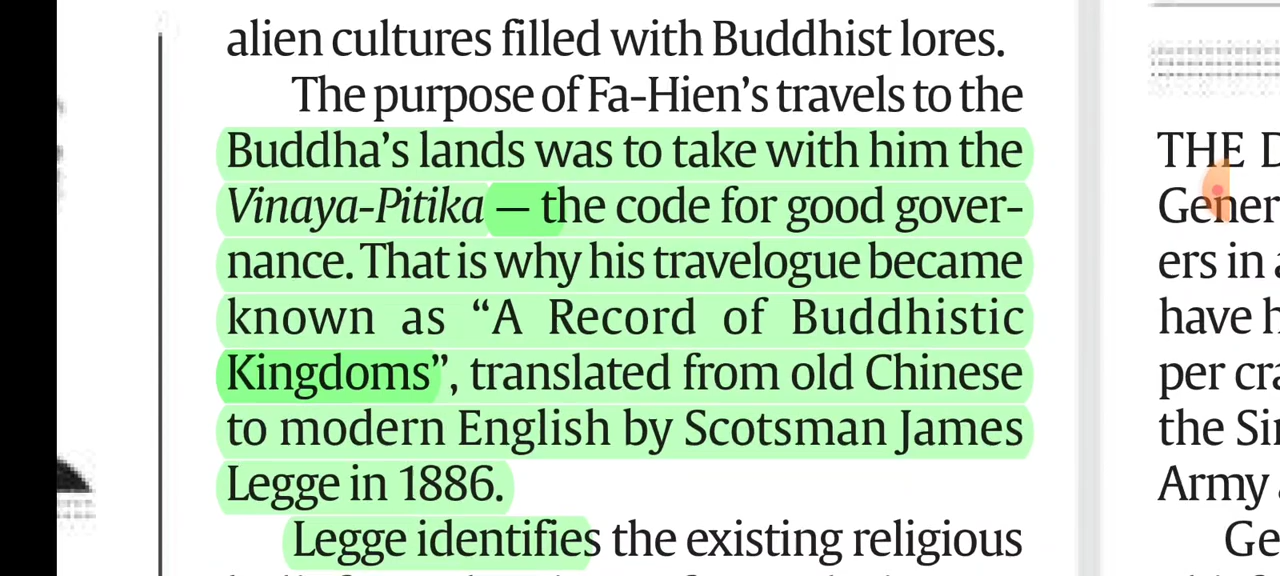 alien cultures filled with Buddhist lores.
The purpose of Fa-Hien’s travels to the
Buddha’s lands was to take with him the
Vinaya-Pitika — the code for good gover-
nance. That is why his travelogue became
known as “A Record of Buddhistic
Kingdoms”, translated from old Chinese
to modern English by Scotsman James
Legge in 1886.
Legge identifies the existing religious
THE D
Gener
ers in a
have h
per cra
the Sin
Army
Ge